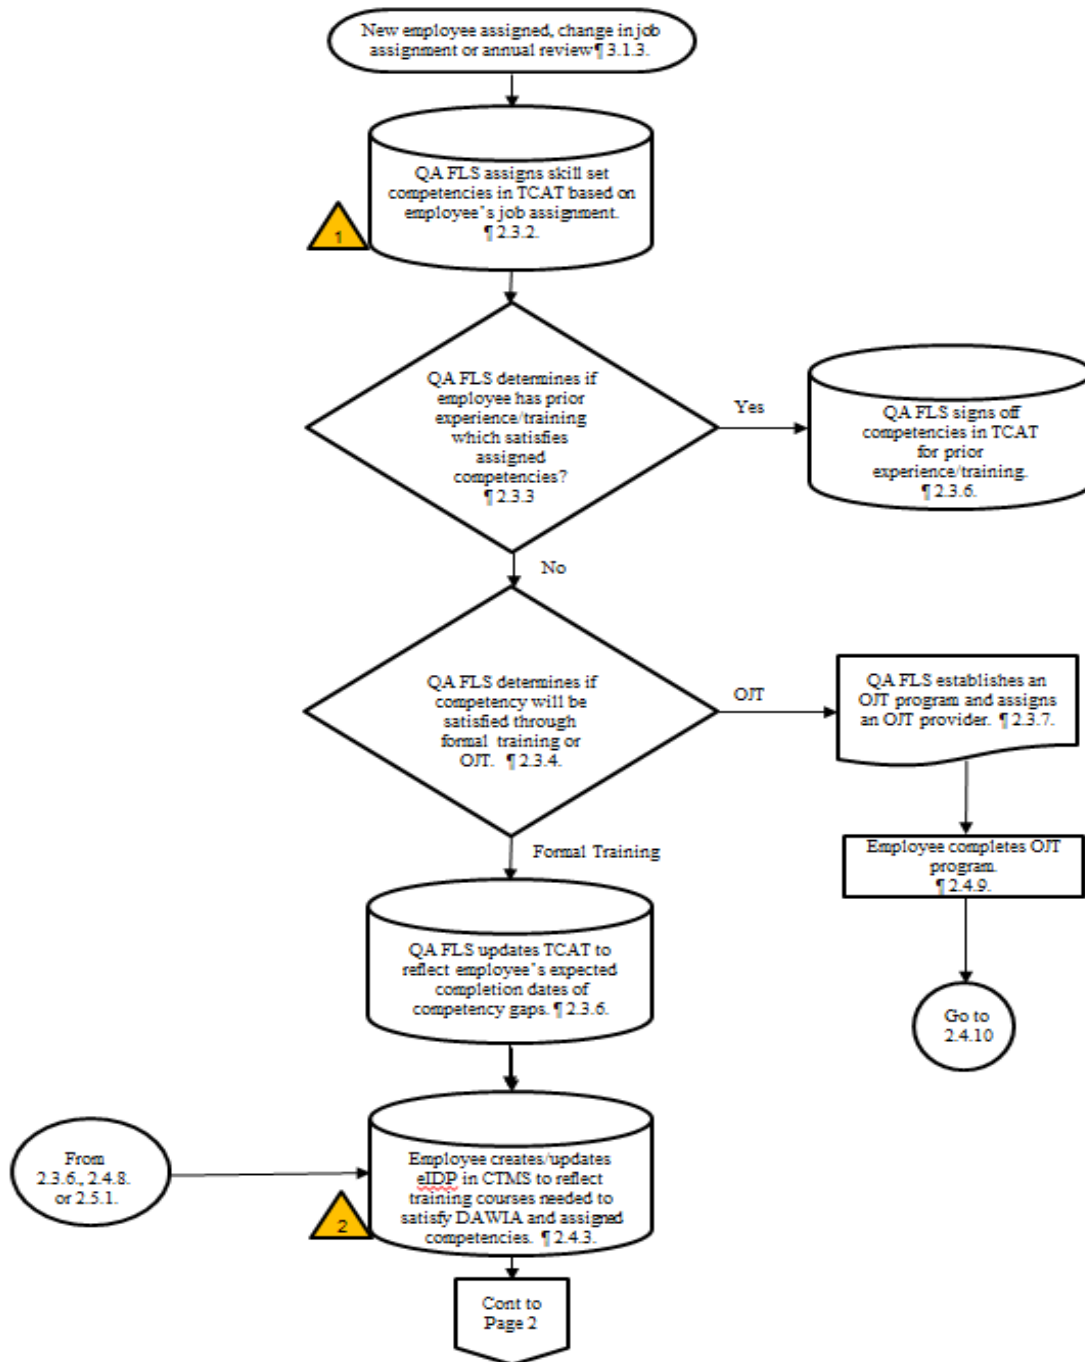 New employee assigned, change in job
assignment or annual review ¶ 3.1.3.
QA FLS assigns skill set
competencies in TCAT based on
employee's job assignment.
¶ 2.3.2.
1
QA FLS determines if
employee has prior
experience/training
which satisfies
assigned
competencies?
¶ 2.3.3
Yes
QA FLS signs off
competencies in TCAT
for prior
experience/training.
¶ 2.3.6.
No
QA FLS determines if
competency will be
satisfied through
formal training or
OJT. ¶ 2.3.4.
OJT
QA FLS establishes an
OJT program and assigns
an OJT provider. ¶ 2.3.7.
Employee completes OJT
program.
¶ 2.4.9.
Go to
2.4.10
Formal Training
QA FLS updates TCAT to
reflect employee's expected
completion dates of
competency gaps. ¶ 2.3.6.
From
2.3.6., 2.4.8.
or 2.5.1.
Employee creates/updates
eIDP in CTMS to reflect
training courses needed to
satisfy DAWIA and assigned
competencies. ¶ 2.4.3.
2
Cont to
Page 2